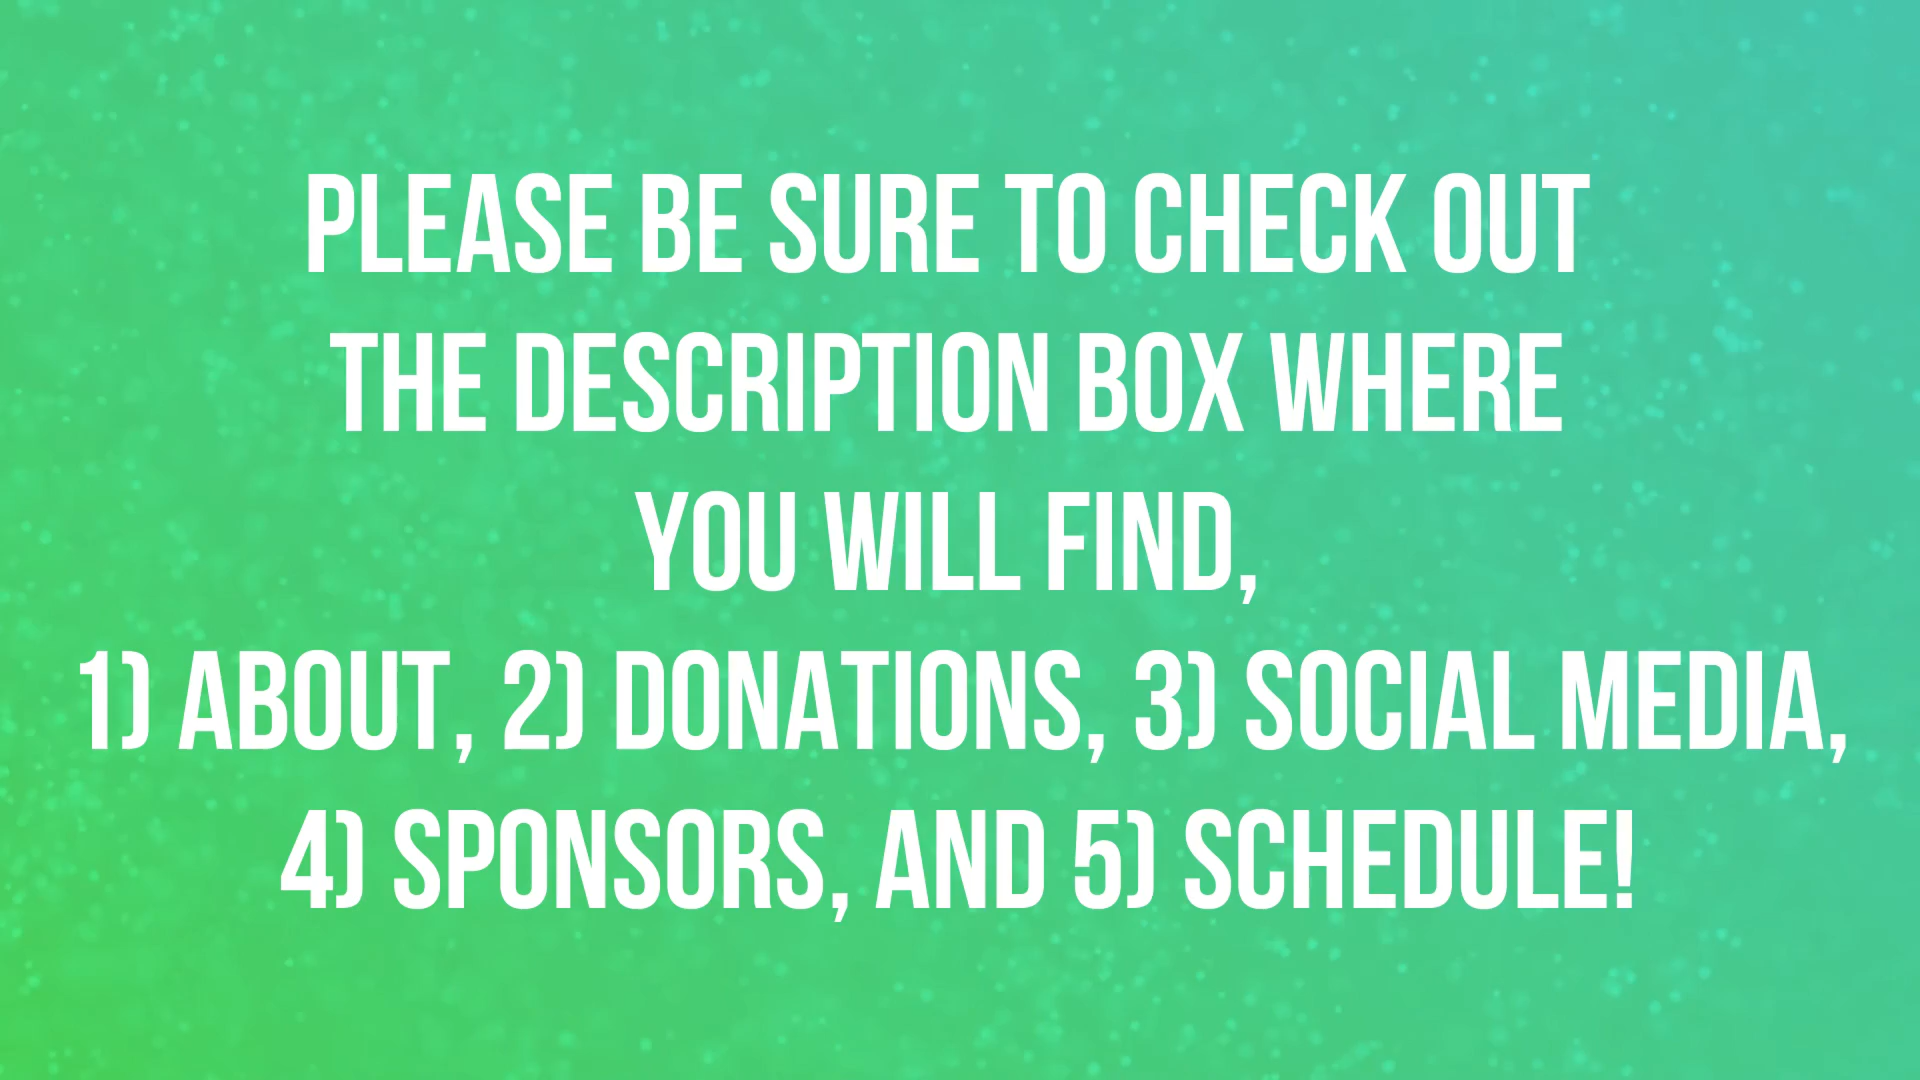 PLEASE BE SURE TO CHECK OUT
THE DESCRIPTION BOX WHERE
YOU WILL FIND,
1) ABOUT, 2) DONATIONS, 3) SOCIAL MEDIA,
4) SPONSORS, AND 5) SCHEDULE!